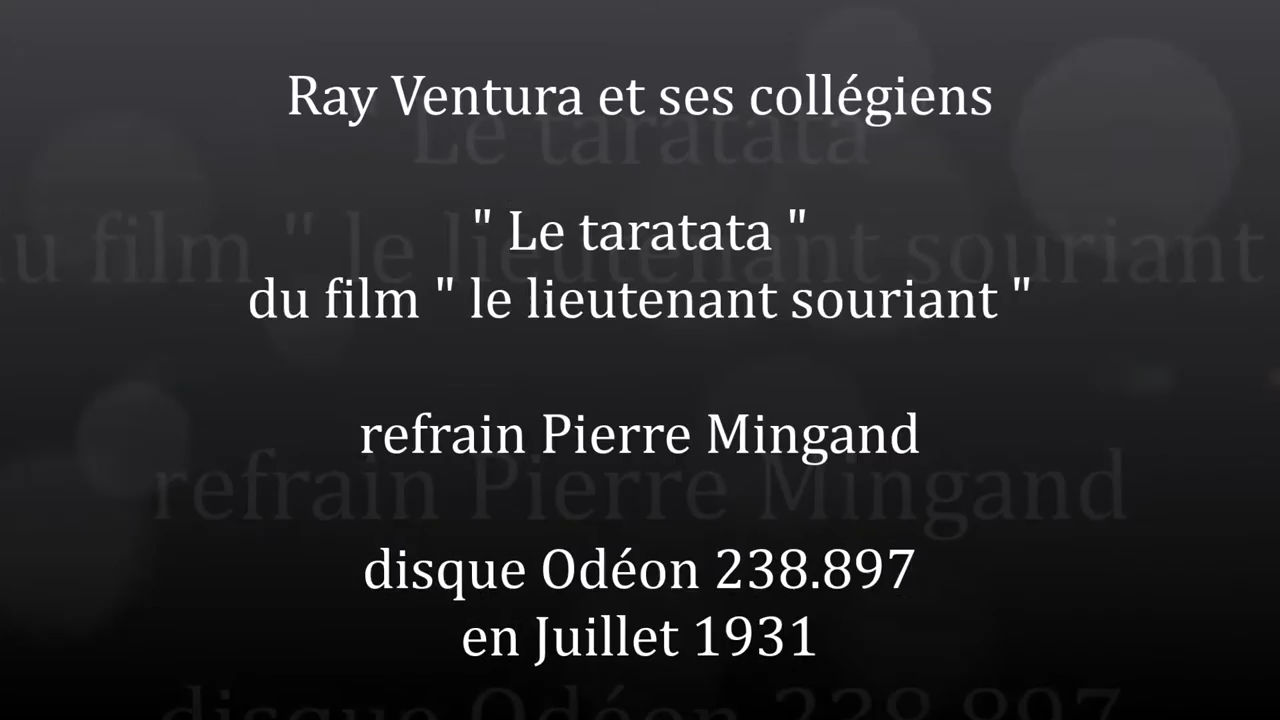 Ray Ventura et ses collégiens
" Le taratata "
du film " le lieutenant souriant "
refrain Pierre Mingand
disque Odéon 238.897
en Juillet 1931